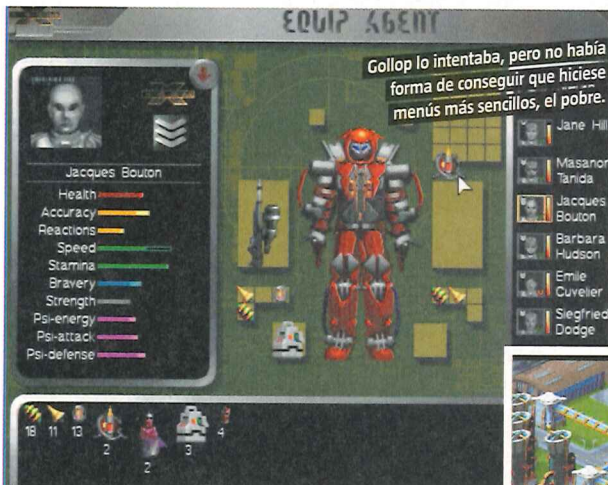 EQUIP AGENT
Gollop lo intentaba, pero no había
forma de conseguir que hiciese
menús más sencillos, el pobre.
Jacques Bouton
Health
Accuracy
Reactions
Speed
Stamina
Bravery
Strength
Psi-energy
Psi-attack
Psi-defense
Jane Hill
Masanori
Tanida
Jacques
Bouton
Barbara
Hudson
Emile
Cuvelier
Siegfried
Dodge
18 11 13 2 2 3 4